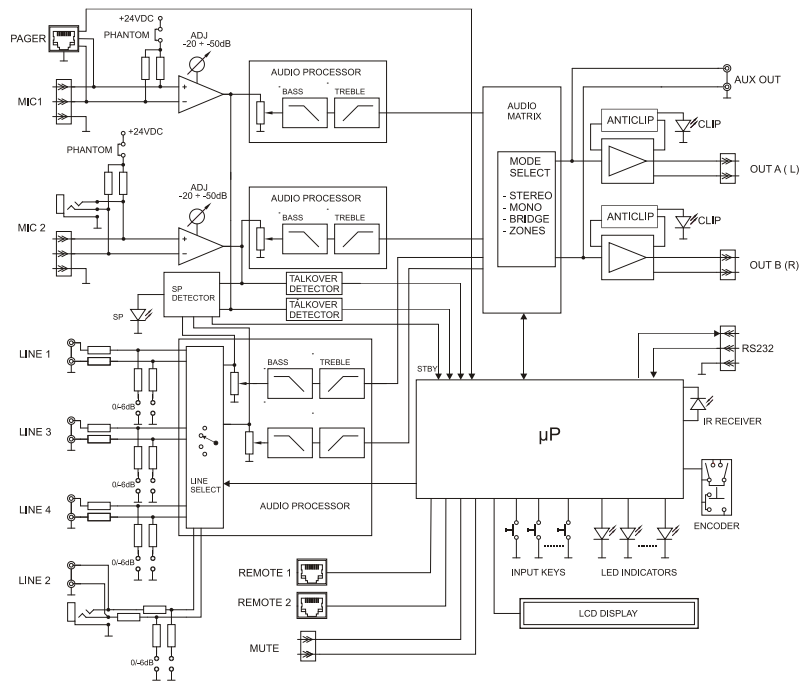 PAGER
+24VDC
PHANTOM
ADJ
-20 ÷ -50dB
MIC1
AUDIO PROCESSOR
BASS
TREBLE
AUDIO
MATRIX
MODE
SELECT
- STEREO
- MONO
- BRIDGE
- ZONES
AUX OUT
ANTICLIP
CLIP
OUT A ( L)
+24VDC
PHANTOM
ADJ
-20 ÷ -50dB
MIC 2
AUDIO PROCESSOR
BASS
TREBLE
ANTICLIP
CLIP
OUT B (R)
SP
DETECTOR
SP
TALKOVER
DETECTOR
TALKOVER
DETECTOR
LINE 1
0/-6dB
LINE 3
0/-6dB
LINE 4
0/-6dB
LINE 2
0/-6dB
LINE
SELECT
BASS
TREBLE
AUDIO PROCESSOR
STBY
µP
RS232
IR RECEIVER
ENCODER
INPUT KEYS
LED INDICATORS
REMOTE 1
REMOTE 2
MUTE
LCD DISPLAY